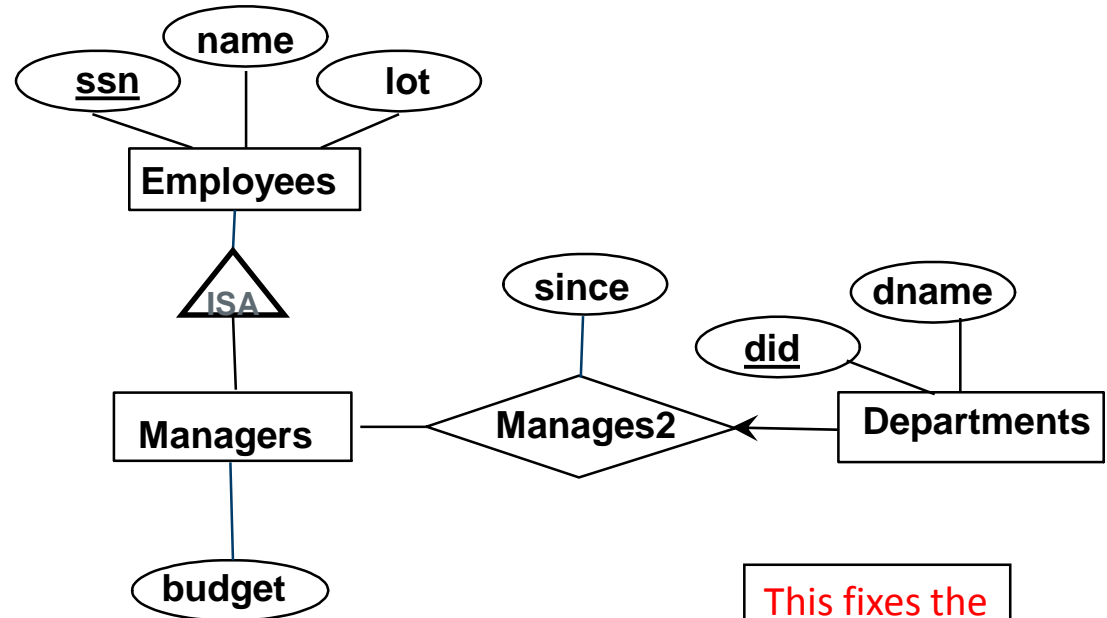 name
ssn
lot
Employees
ISA
since
dname
did
Managers
Manages2
Departments
budget
This fixes the